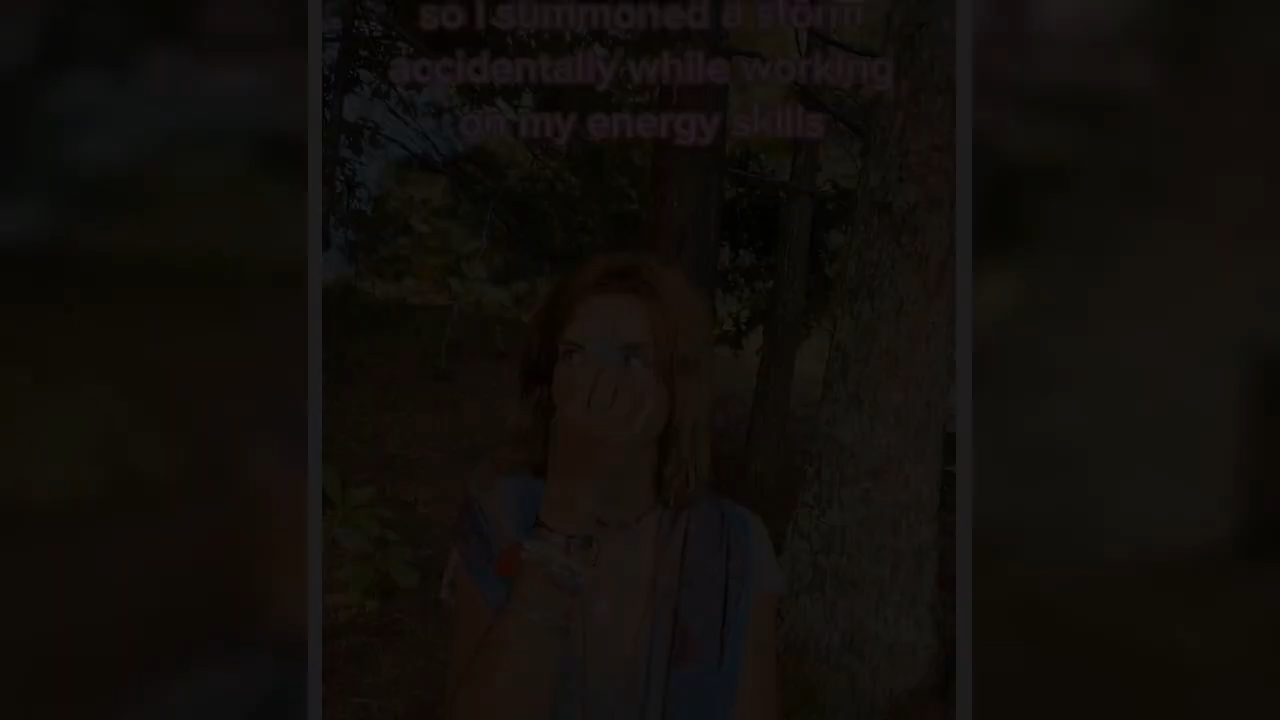 so I summoned a storm
accidentally while working
on my energy skills